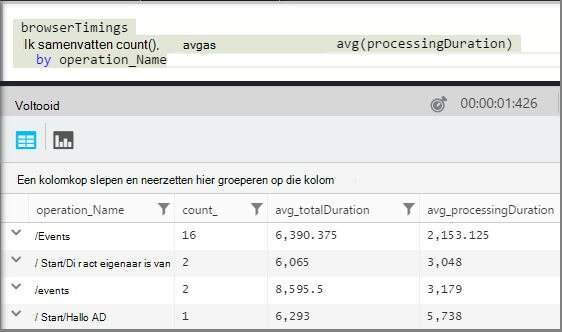 browserTimings
Ik samenvatten count(), avgas avg(processingDuration)
by operation_Name
Voltooid 00:00:01:426
Een kolomkop slepen en neerzetten hier groeperen op die kolom
operation_Name count_ avg_totalDuration avg_processingDuration
/Events 16 6,390.375 2,153.125
/ Start/Di ract eigenaar is van 2 6,065 3,048
/events 2 8,595.5 3,179
/ Start/Hallo AD 1 6,293 5,738